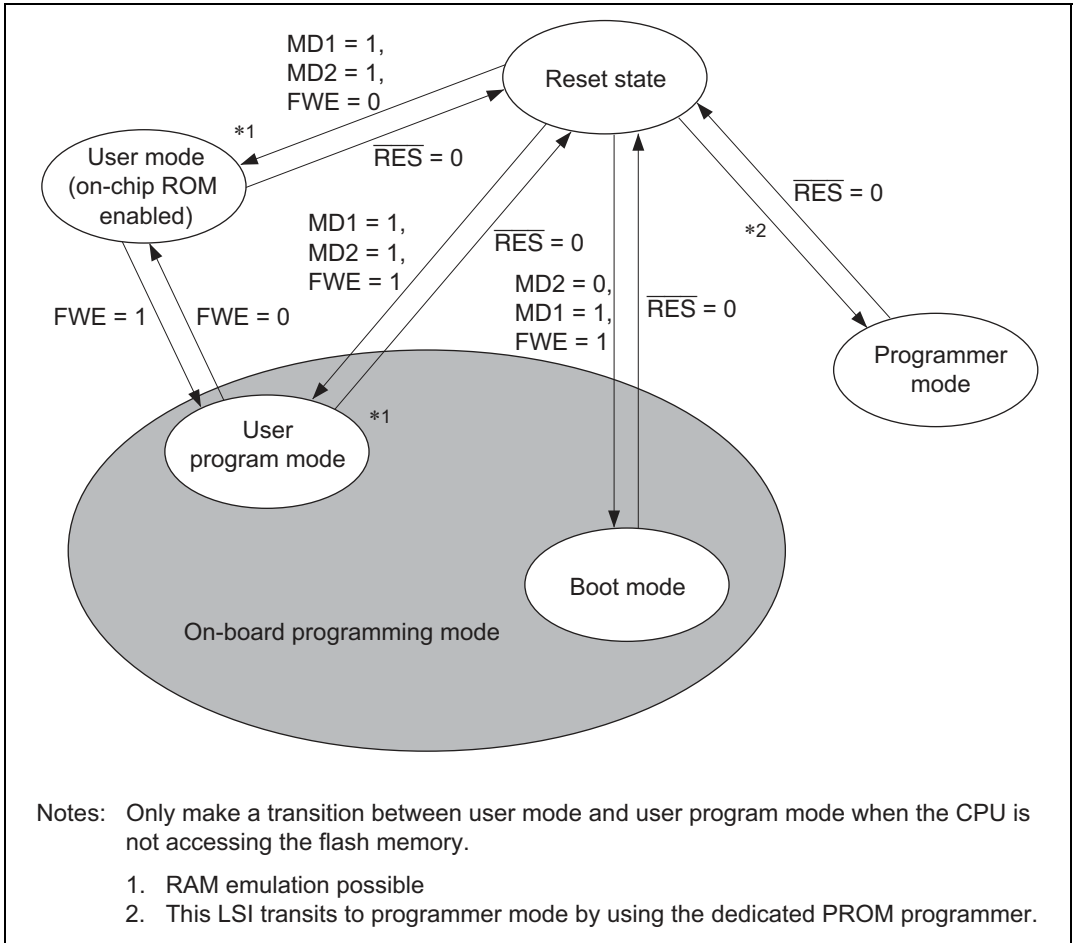 MD1 = 1,
MD2 = 1,
FWE = 0
Reset state
*1
User mode
(on-chip ROM
enabled)
RES = 0
RES = 0
*2
MD1 = 1,
MD2 = 1,
FWE = 1
RES = 0
MD2 = 0,
MD1 = 1,
FWE = 1
RES = 0
FWE = 1
FWE = 0
Programmer
mode
User
program mode
*1
Boot mode
On-board programming mode
Notes: Only make a transition between user mode and user program mode when the CPU is
not accessing the flash memory.
1. RAM emulation possible
2. This LSI transits to programmer mode by using the dedicated PROM programmer.